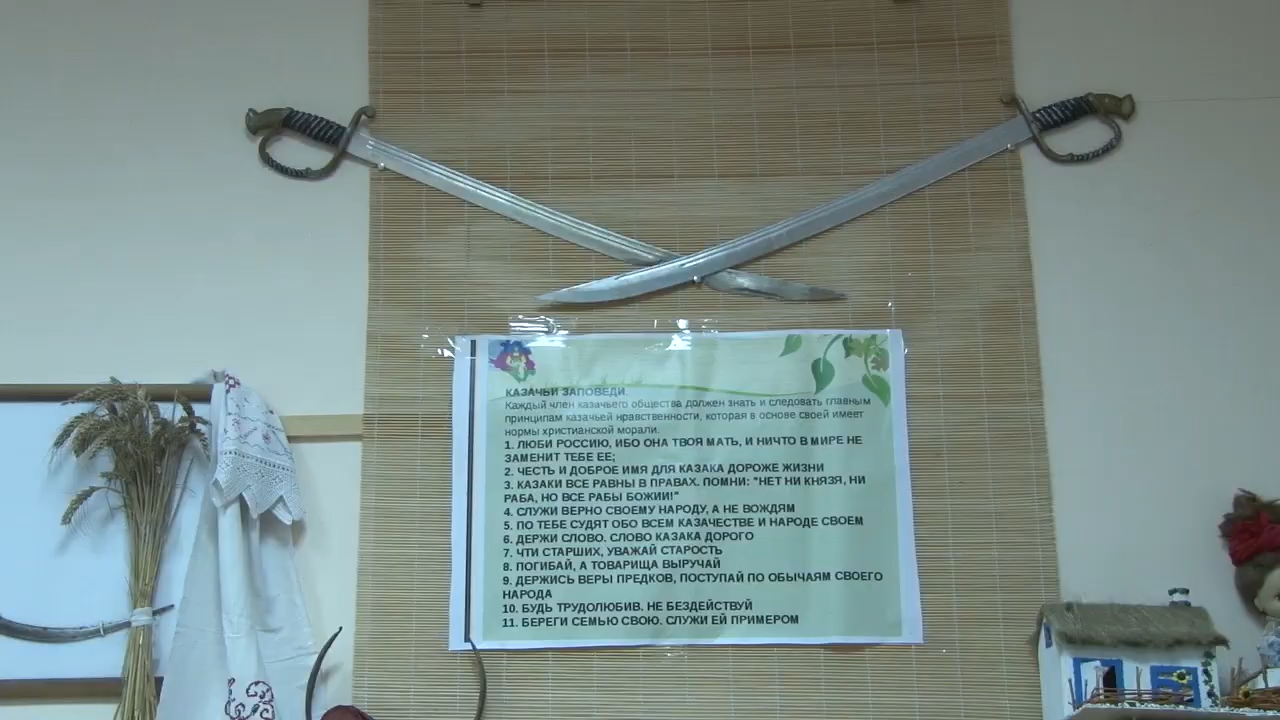 КАЗАЧЬИ ЗАПОВЕДИ
Каждый член казачьего общества должен знать и следовать главным
принципам казачьей нравственности, которая в основе своей имеет
нормы христианской морали.
1. ЛЮБИ РОССИЮ, ИБО ОНА ТВОЯ МАТЬ, И НИЧТО В МИРЕ НЕ
ЗАМЕНИТ ТЕБЕ ЕЕ;
2. ЧЕСТЬ И ДОБРОЕ ИМЯ ДЛЯ КАЗАКА ДОРОЖЕ ЖИЗНИ
3. КАЗАКИ ВСЕ РАВНЫ В ПРАВАХ. ПОМНИ: "НЕТ НИ КНЯЗЯ, НИ
РАБА, НО ВСЕ РАБЫ БОЖИИ!"
4. СЛУЖИ ВЕРНО СВОЕМУ НАРОДУ, А НЕ ВОЖДЯМ
5. ПО ТЕБЕ СУДЯТ ОБО ВСЕМ КАЗАЧЕСТВЕ И НАРОДЕ СВОЕМ
6. ДЕРЖИ СЛОВО. СЛОВО КАЗАКА ДОРОГО
7. ЧТИ СТАРШИХ, УВАЖАЙ СТАРОСТЬ
8. ПОГИБАЙ, А ТОВАРИЩА ВЫРУЧАЙ
9. ДЕРЖИСЬ ВЕРЫ ПРЕДКОВ, ПОСТУПАЙ ПО ОБЫЧАЯМ СВОЕГО
НАРОДА
10. БУДЬ ТРУДОЛЮБИВ. НЕ БЕЗДЕЙСТВУЙ
11. БЕРЕГИ СЕМЬЮ СВОЮ. СЛУЖИ ЕЙ ПРИМЕРОМ